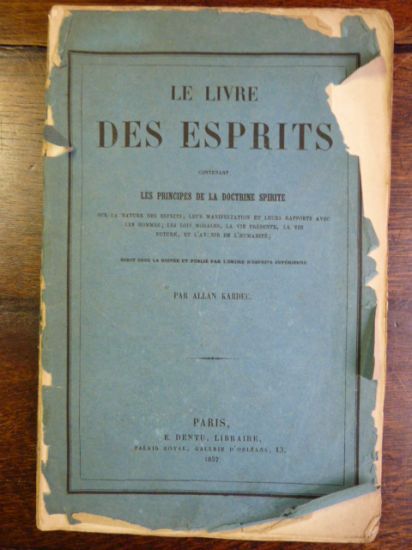 LE LIVRE
DES ESPRITS
CONTENANT
LES PRINCIPES DE LA DOCTRINE SPIRITE
SUR LA NATURE DES ESPRITS, LEUR MANIFESTATION ET LEURS RAPPORTS AVEC
LES HOMMES; LES LOIS MORALES, LA VIE PRÉSENTE, LA VIE
FUTURE, ET L'AVENIR DE L'HUMANITÉ;
ÉCRIT SOUS LA DICTÉE ET PUBLIÉ PAR L'ORDRE D'ESPRITS SUPÉRIEURS
PAR ALLAN KARDEC.
PARIS,
E. DENTU, LIBRAIRE,
PALAIS ROYAL, GALERIE D'ORLÉANS, 13.
1857